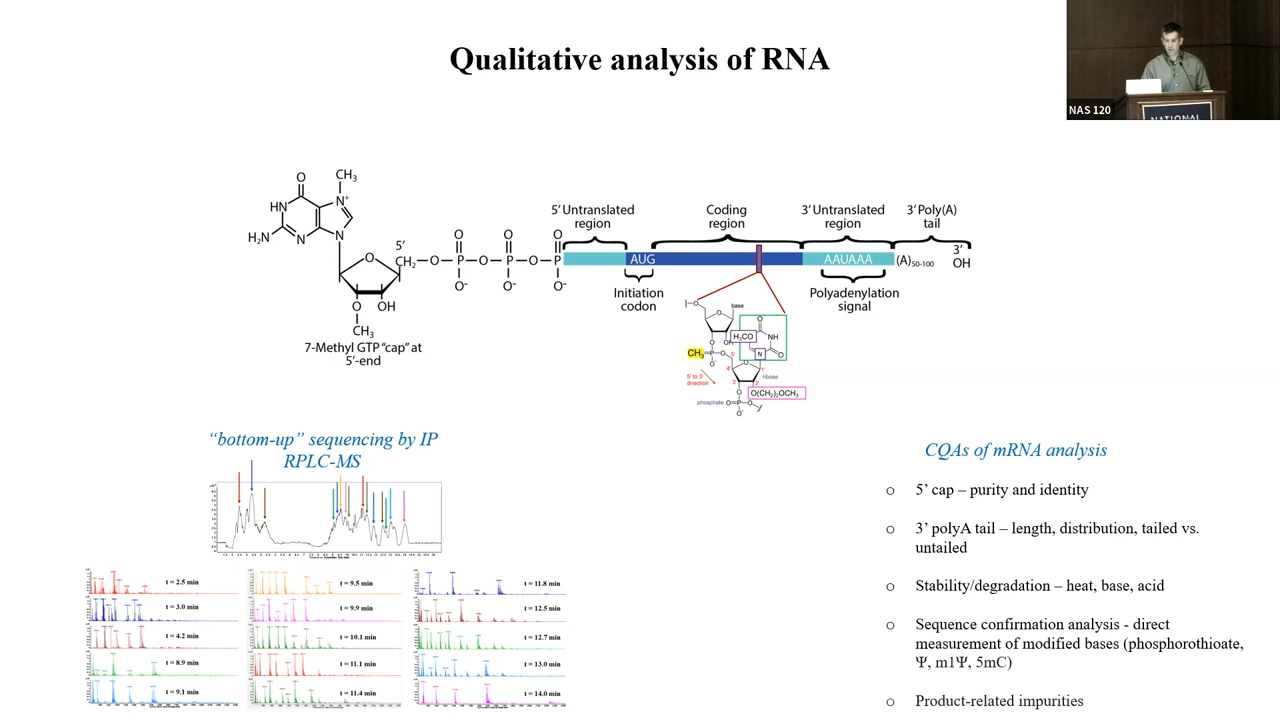 Qualitative analysis of RNA
NAS 120
NATIONAL
O
CH₃
HN
N⁺
H₂N
N
N
5'
O
CH₂
O
P
O
P
O
P
O
O
O
O⁻
O⁻
O⁻
O
OH
CH₃
7-Methyl GTP "cap" at
5'-end
5' Untranslated
region
Coding
region
3' Untranslated
region
3' Poly(A)
tail
AUG
AAUAAA
(A)₅₀₋₁₀₀
3'
OH
Initiation
codon
Polyadenylation
signal
base
H₃CO
NH
CH₃
N
5' to 3'
direction
ribose
O(CH₂)₂OCH₃
phosphate
"bottom-up" sequencing by IP
RPLC-MS
t = 2.5 min
t = 3.0 min
t = 4.2 min
t = 8.9 min
t = 9.1 min
t = 9.5 min
t = 9.9 min
t = 10.1 min
t = 11.1 min
t = 11.4 min
t = 11.8 min
t = 12.5 min
t = 12.7 min
t = 13.0 min
t = 14.0 min
CQAs of mRNA analysis
o 5' cap – purity and identity
o 3' polyA tail – length, distribution, tailed vs.
untailed
o Stability/degradation – heat, base, acid
o Sequence confirmation analysis - direct
measurement of modified bases (phosphorothioate,
Ψ, m1Ψ, 5mC)
o Product-related impurities